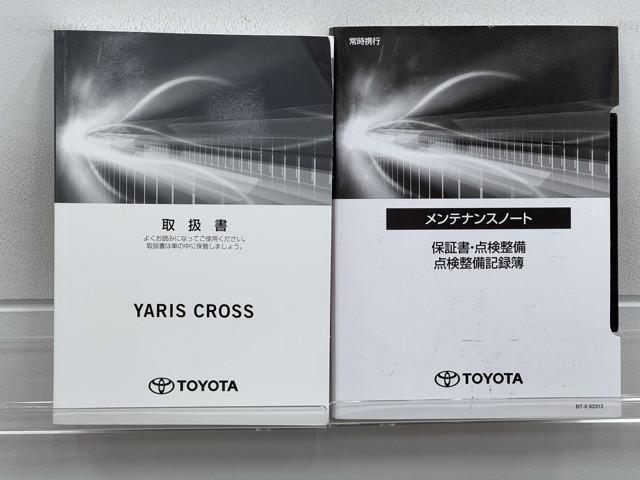 取扱書
よくお読みになってご使用ください。
取扱書は車の中に保管しましょう。
YARIS CROSS
TOYOTA
常時携行
メンテナンスノート
保証書・点検整備
点検整備記録簿
TOYOTA
BT-0 62212